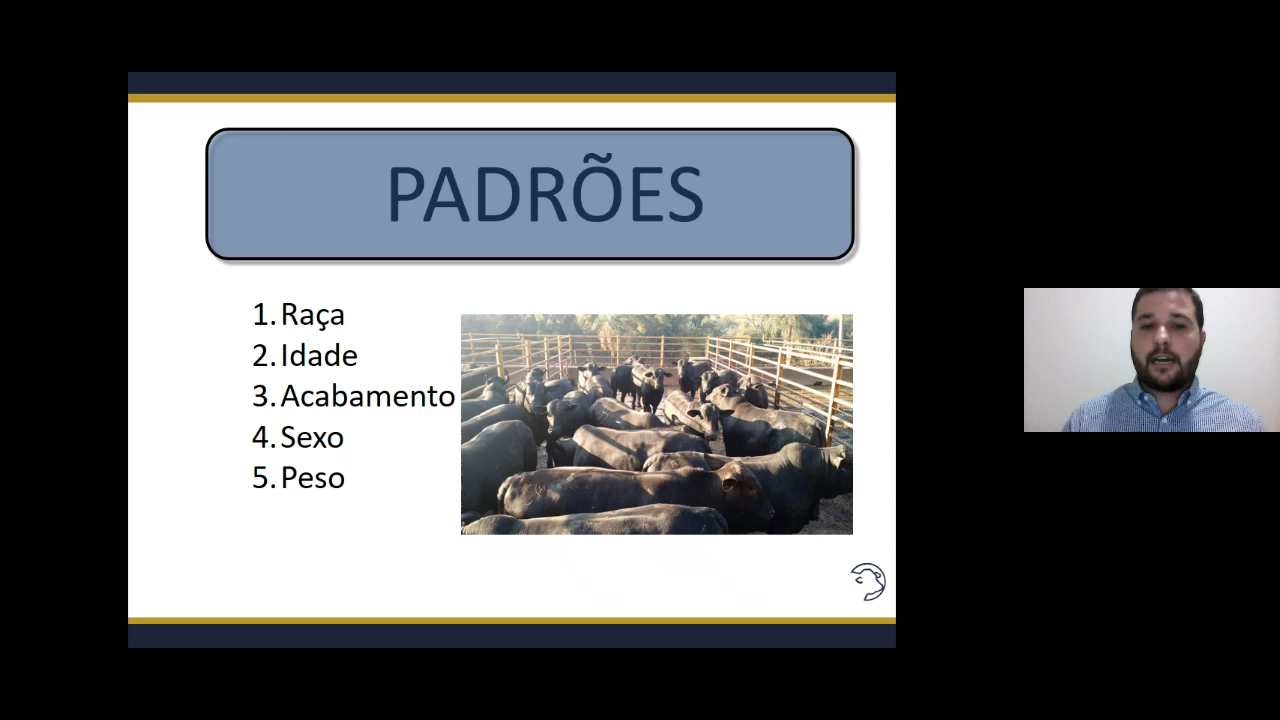 PADRÕES
1. Raça
2. Idade
3. Acabamento
4. Sexo
5. Peso